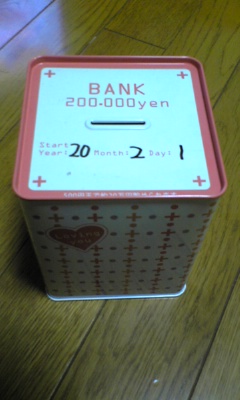 BANK
200.000yen
Start
Year: 20 Month: 2 Day: 1